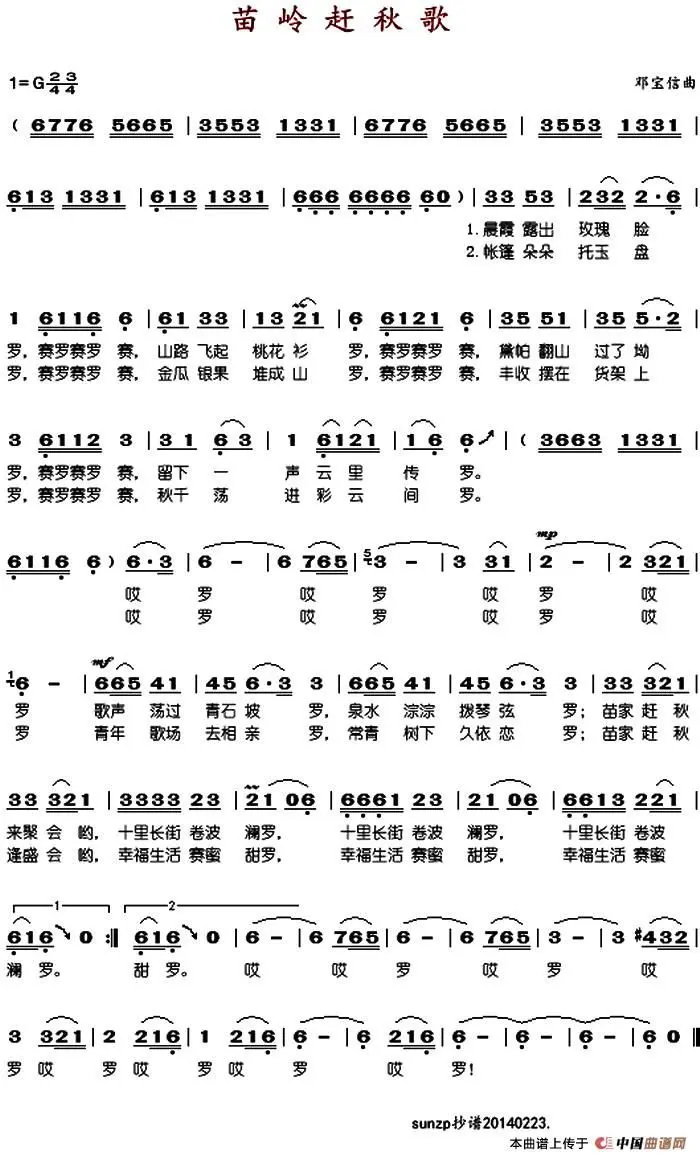 苗岭赶秋歌
1=G 2/4 3/4 邓宝信曲
( 6776 5665 | 3553 1331 | 6776 5665 | 3553 1331 |
613 1331 | 613 1331 | 666 6666 60 ) | 33 53 | 232 2·6 |
1.晨霞 露出 玫瑰 脸
2.帐篷 朵朵 托玉 盘
1 6116 6 | 61 33 | 13 21 | 6 6121 6 | 35 51 | 35 5·2 |
罗,赛罗赛罗 赛,山路 飞起 桃花 衫 罗,赛罗赛罗 赛,黛帕 翻山 过了 坳
罗,赛罗赛罗 赛,金瓜 银果 堆成 山 罗,赛罗赛罗 赛,丰收 摆在 货架 上
3 6112 3 | 31 63 | 1 6121 | 16 6↗ | ( 3663 1331 |
罗,赛罗赛罗 赛,留下 一 声 云 里 传 罗。
罗,赛罗赛罗 赛,秋千 荡 进 彩 云 间 罗。
6116 6 ) 6·3 | 6 - | 6 765 | 5 3 - | 3 31 | mp 2 - | 2 321 |
哎 罗 哎 罗 哎 罗 哎
哎 罗 哎 罗 哎 罗 哎
1 6 - | mf 665 41 | 45 6·3 3 | 665 41 | 45 6·3 3 | 33 321 |
罗 歌声 荡过 青石 坡 罗,泉水 淙淙 拨琴 弦 罗;苗家 赶 秋
罗 青年 歌场 去相 亲 罗,常青 树下 久依 恋 罗;苗家 赶 秋
33 321 | 3333 23 | 21 06 | 6661 23 | 21 06 | 6613 221 |
来聚 会 哟,十里长街 卷波 澜罗, 十里长街 卷波 澜罗, 十里长街 卷波
逢盛 会 哟,幸福生活 赛蜜 甜罗, 幸福生活 赛蜜 甜罗, 幸福生活 赛蜜
1 2
616↘ 0 :|| 616↘ 0 | 6 - | 6 765 | 6 - | 6 765 | 3 - | 3 #432 |
澜 罗。 甜 罗。 哎 哎 罗 哎 罗 哎
3 321 | 2 216 | 1 216 | 6 - | 6 216 | 6 - | 6 - | 6 - | 6 0 ||
罗 哎 罗 哎 罗 哎 罗 哎 罗!
sunzp抄谱20140223.
本曲谱上传于 中国曲谱网